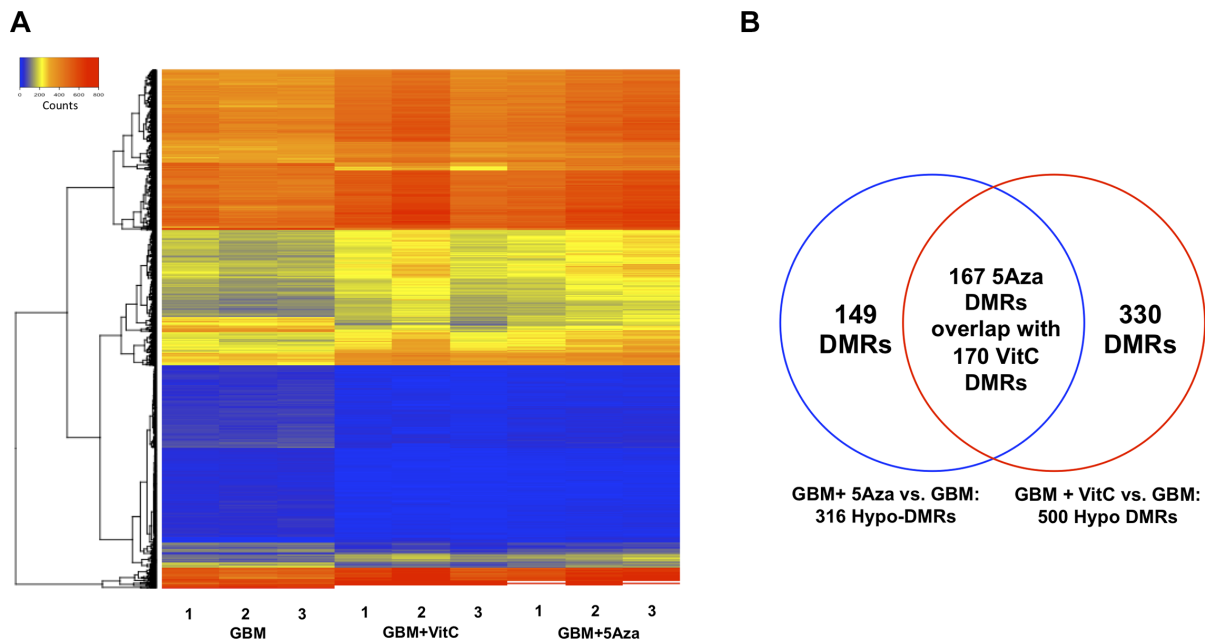 A
B
0 200 400 600 800
Counts
149
DMRs
167 5Aza
DMRs
overlap with
170 VitC
DMRs
330
DMRs
GBM+ 5Aza vs. GBM:
316 Hypo-DMRs
GBM + VitC vs. GBM:
500 Hypo DMRs
1 2 3 1 2 3 1 2 3
GBM GBM+VitC GBM+5Aza